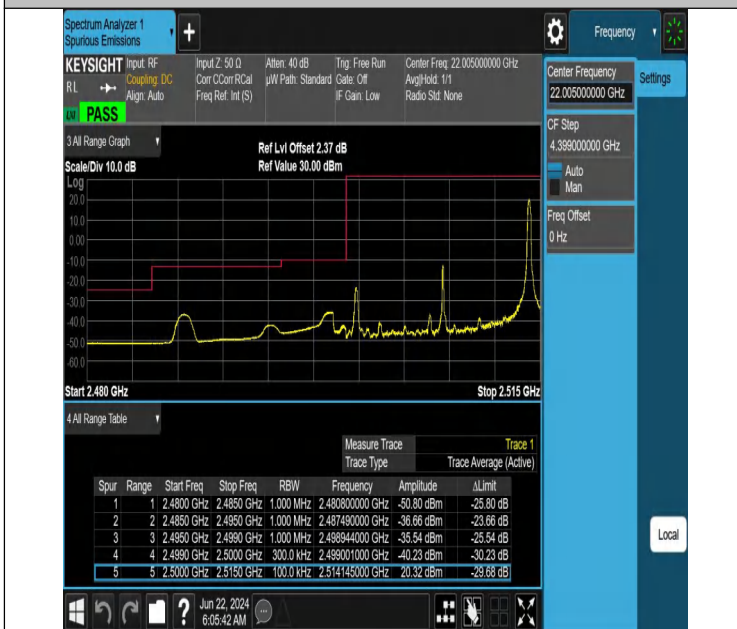 Spectrum Analyzer 1
Spurious Emissions
Frequency
KEYSIGHT
RL
PASS
Input: RF
Coupling: DC
Align: Auto
Input Z: 50 Ω
Corr CCorr RCal
Freq Ref: Int (S)
Atten: 40 dB
µW Path: Standard
Trig: Free Run
Gate: Off
IF Gain: Low
Center Freq: 22.005000000 GHz
Avg|Hold: 1/1
Radio Std: None
Center Frequency
22.005000000 GHz
Settings
CF Step
4.399000000 GHz
Auto
Man
Freq Offset
0 Hz
3 All Range Graph
Ref Lvl Offset 2.37 dB
Scale/Div 10.0 dB
Ref Value 30.00 dBm
Log
20.0
10.0
0.00
-10.0
-20.0
-30.0
-40.0
-50.0
-60.0
Start 2.480 GHz
Stop 2.515 GHz
4 All Range Table
Measure Trace Trace 1
Trace Type Trace Average (Active)
Spur Range Start Freq Stop Freq RBW Frequency Amplitude ΔLimit
1 1 2.4800 GHz 2.4850 GHz 1.000 MHz 2.480800000 GHz -50.80 dBm -25.80 dB
2 2 2.4850 GHz 2.4950 GHz 1.000 MHz 2.487490000 GHz -36.66 dBm -23.66 dB
3 3 2.4950 GHz 2.4990 GHz 1.000 MHz 2.498944000 GHz -35.54 dBm -25.54 dB
4 4 2.4990 GHz 2.5000 GHz 300.0 kHz 2.499001000 GHz -40.23 dBm -30.23 dB
5 5 2.5000 GHz 2.5150 GHz 100.0 kHz 2.514145000 GHz 20.32 dBm -29.68 dB
Local
?
Jun 22, 2024
6:05:42 AM